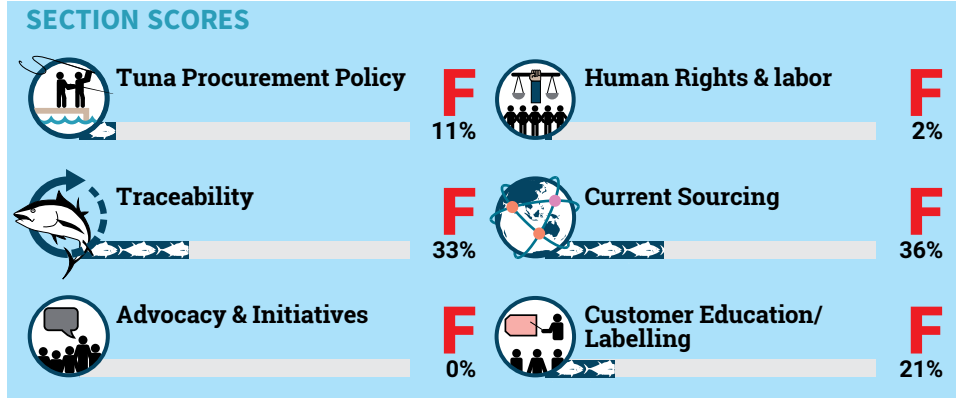 SECTION SCORES
Tuna Procurement Policy
F
11%
Human Rights & labor
F
2%
Traceability
F
33%
Current Sourcing
F
36%
Advocacy & Initiatives
F
0%
Customer Education/
Labelling
F
21%